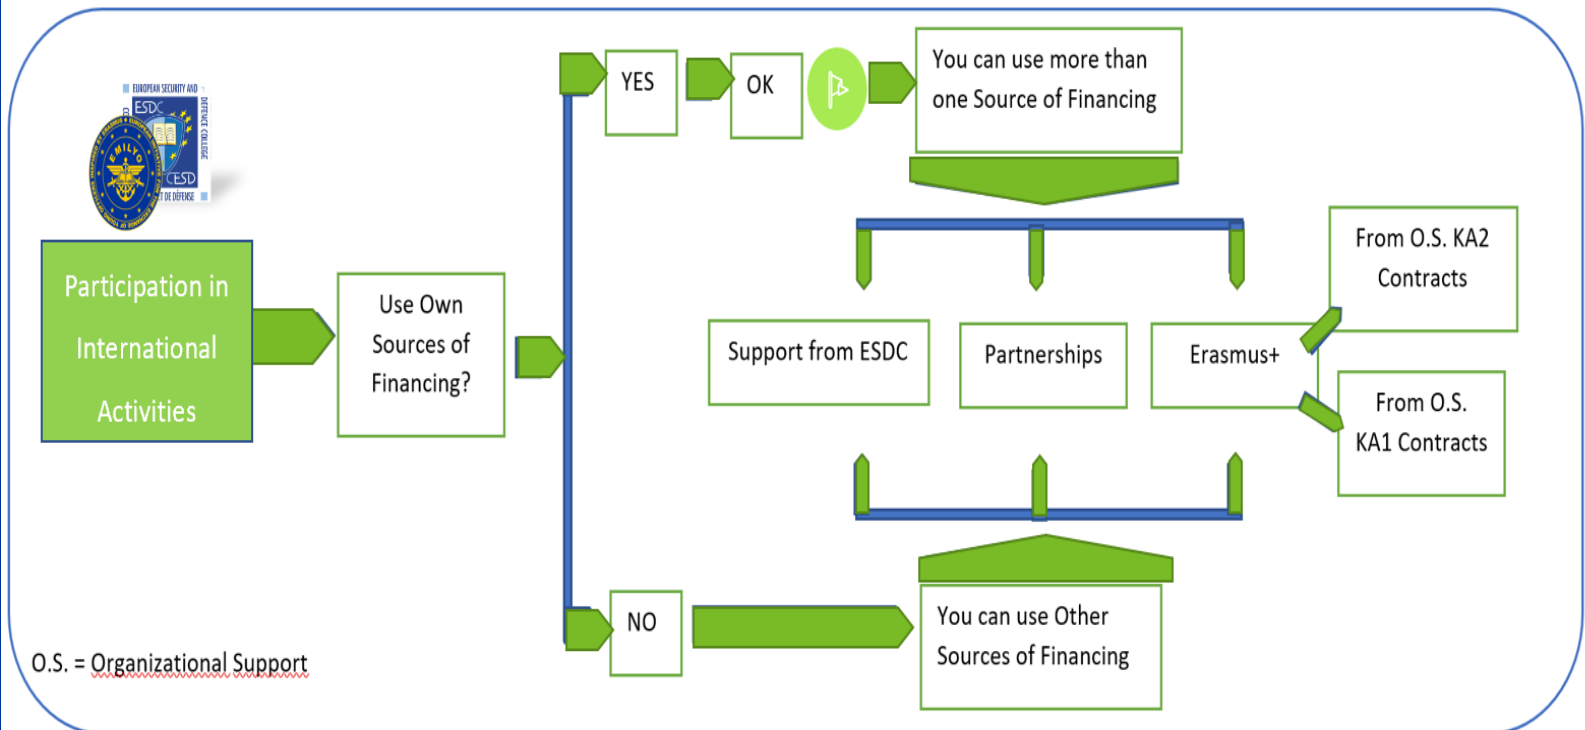 EUROPEAN SECURITY AND
DEFENCE COLLEGE
ESDC
CESD
CT DE DÉFENSE
EMILYO
Participation in
International
Activities
Use Own
Sources of
Financing?
YES
OK
You can use more than
one Source of Financing
Support from ESDC
Partnerships
Erasmus+
From O.S. KA2
Contracts
From O.S.
KA1 Contracts
NO
You can use Other
Sources of Financing
O.S. = Organizational Support